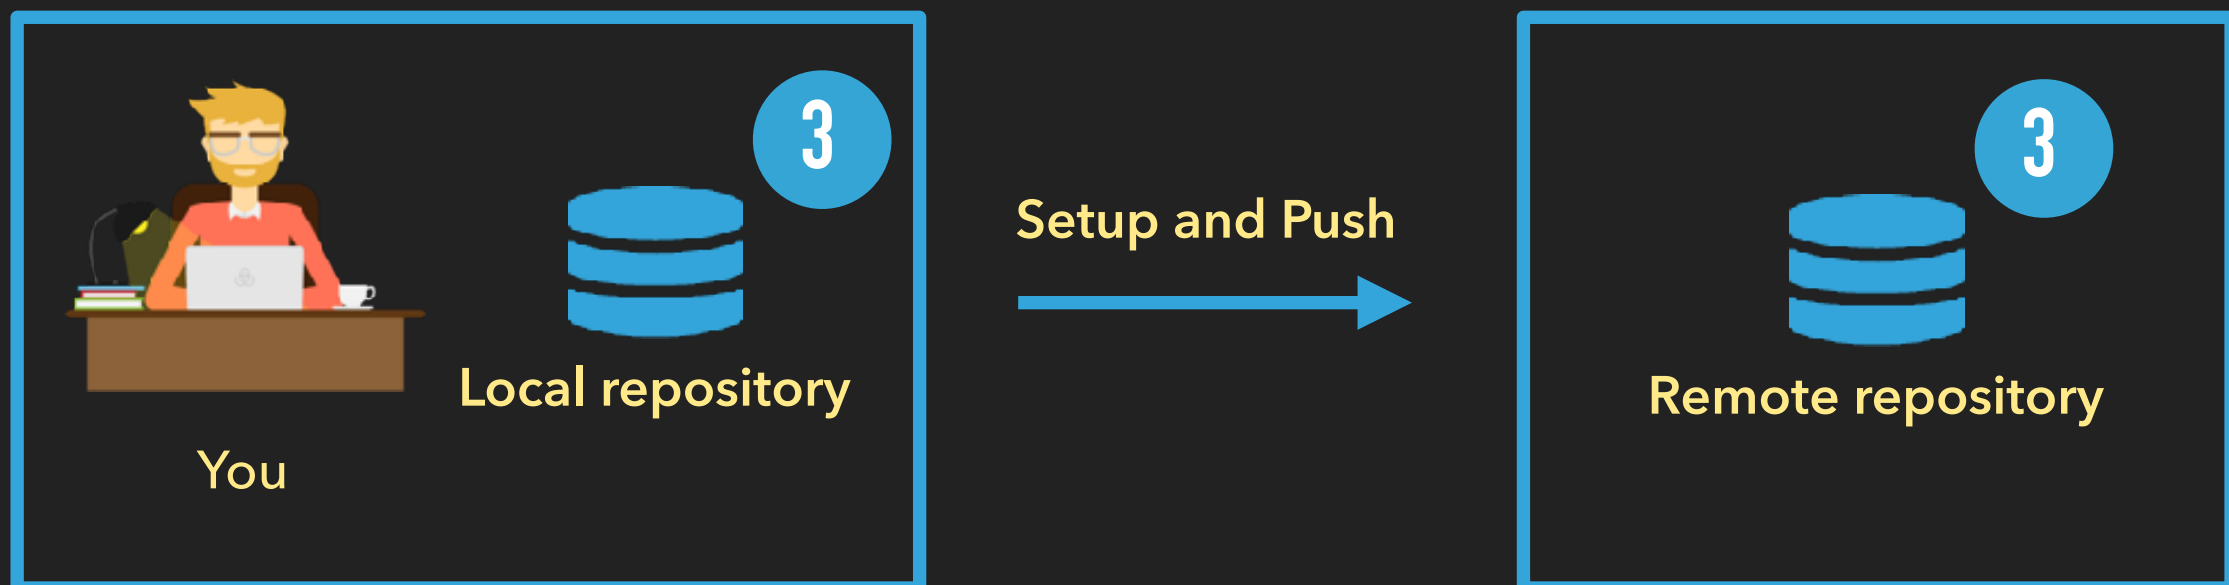 3
Local repository
You
Setup and Push
3
Remote repository